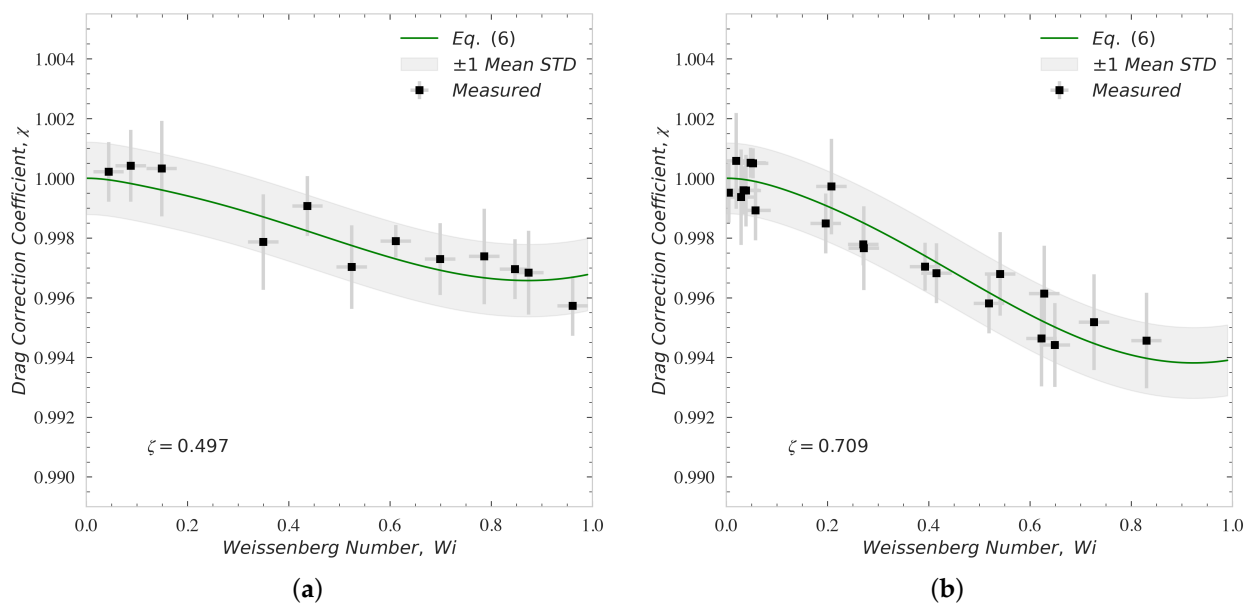 Eq. (6)
±1 Mean STD
Measured
1.004
1.002
1.000
0.998
0.996
0.994
0.992
0.990
Drag Correction Coefficient, χ
ζ = 0.497
0.0 0.2 0.4 0.6 0.8 1.0
Weissenberg Number, Wi
(a)
Eq. (6)
±1 Mean STD
Measured
1.004
1.002
1.000
0.998
0.996
0.994
0.992
0.990
Drag Correction Coefficient, χ
ζ = 0.709
0.0 0.2 0.4 0.6 0.8 1.0
Weissenberg Number, Wi
(b)